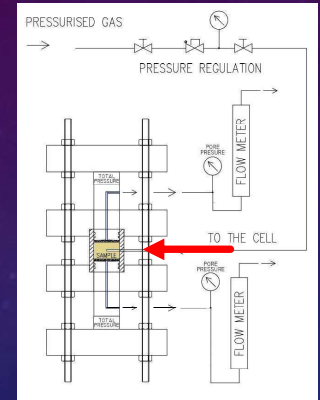 PRESSURISED GAS
PRESSURE REGULATION
PORE
PRESSURE
FLOW METER
TOTAL
PRESSURE
TO THE CELL
SAMPLE
PORE
PRESSURE
FLOW METER
TOTAL
PRESSURE